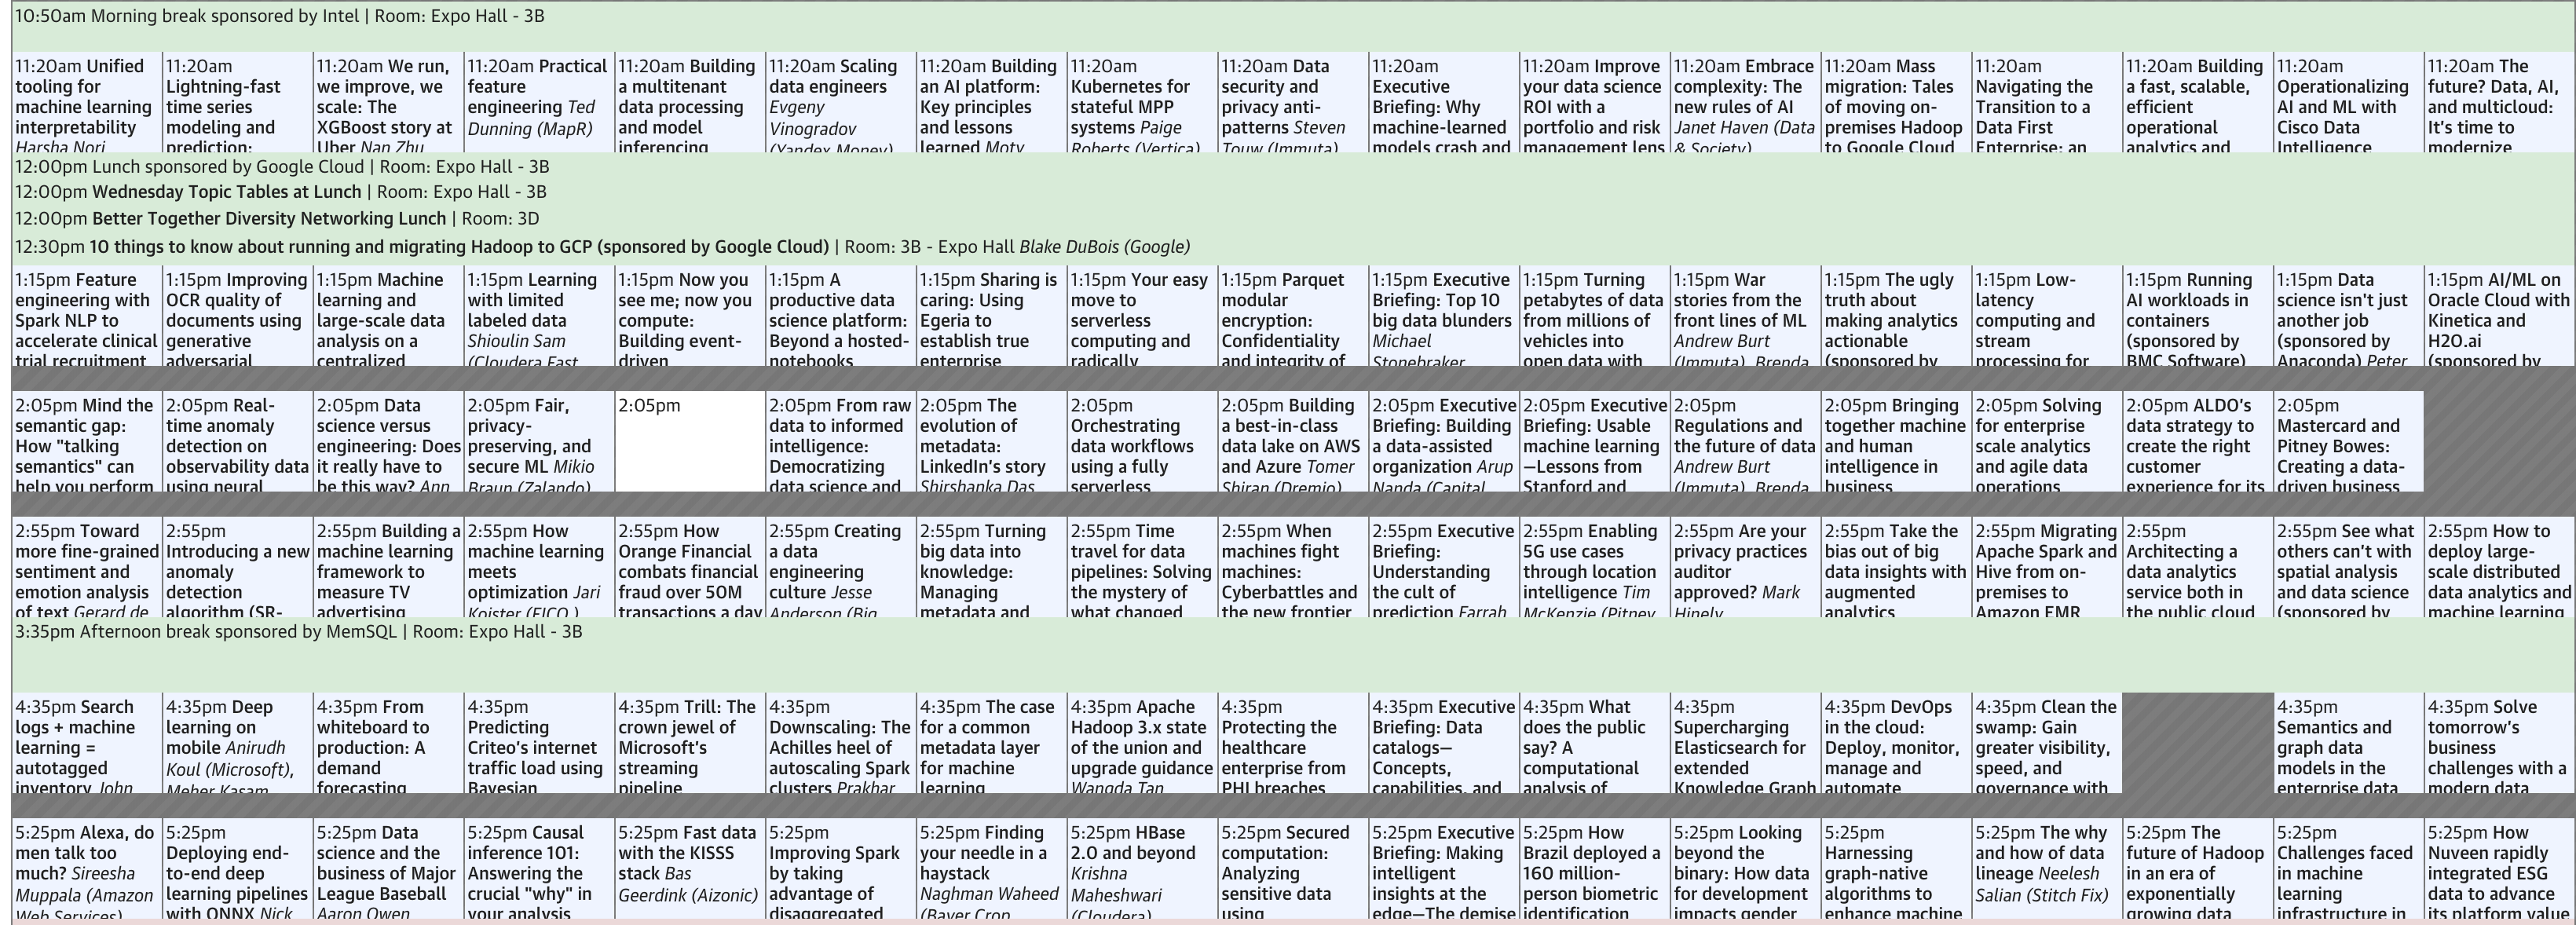 10:50am Morning break sponsored by Intel | Room: Expo Hall - 3B
11:20am Unified
tooling for
machine learning
interpretability
Harsha Nori
11:20am
Lightning-fast
time series
modeling and
prediction:
11:20am We run,
we improve, we
scale: The
XGBoost story at
Uber Nan Zhu
11:20am Practical
feature
engineering Ted
Dunning (MapR)
11:20am Building
a multitenant
data processing
and model
inferencing
11:20am Scaling
data engineers
Evgeny
Vinogradov
(Yandex Money)
11:20am Building
an AI platform:
Key principles
and lessons
learned Moty
11:20am
Kubernetes for
stateful MPP
systems Paige
Roberts (Vertica)
11:20am Data
security and
privacy anti-
patterns Steven
Touw (Immuta)
11:20am
Executive
Briefing: Why
machine-learned
models crash and
11:20am Improve
your data science
ROI with a
portfolio and risk
management lens
11:20am Embrace
complexity: The
new rules of AI
Janet Haven (Data
& Society)
11:20am Mass
migration: Tales
of moving on-
premises Hadoop
to Google Cloud
11:20am
Navigating the
Transition to a
Data First
Enterprise: an
11:20am Building
a fast, scalable,
efficient
operational
analytics and
11:20am
Operationalizing
AI and ML with
Cisco Data
Intelligence
11:20am The
future? Data, AI,
and multicloud:
It's time to
modernize
12:00pm Lunch sponsored by Google Cloud | Room: Expo Hall - 3B
12:00pm Wednesday Topic Tables at Lunch | Room: Expo Hall - 3B
12:00pm Better Together Diversity Networking Lunch | Room: 3D
12:30pm 10 things to know about running and migrating Hadoop to GCP (sponsored by Google Cloud) | Room: 3B - Expo Hall Blake DuBois (Google)
1:15pm Feature
engineering with
Spark NLP to
accelerate clinical
trial recruitment
1:15pm Improving
OCR quality of
documents using
generative
adversarial
1:15pm Machine
learning and
large-scale data
analysis on a
centralized
1:15pm Learning
with limited
labeled data
Shioulin Sam
(Cloudera Fast
1:15pm Now you
see me; now you
compute:
Building event-
driven
1:15pm A
productive data
science platform:
Beyond a hosted-
notebooks
1:15pm Sharing is
caring: Using
Egeria to
establish true
enterprise
1:15pm Your easy
move to
serverless
computing and
radically
1:15pm Parquet
modular
encryption:
Confidentiality
and integrity of
1:15pm Executive
Briefing: Top 10
big data blunders
Michael
Stonebraker
1:15pm Turning
petabytes of data
from millions of
vehicles into
open data with
1:15pm War
stories from the
front lines of ML
Andrew Burt
(Immuta), Brenda
1:15pm The ugly
truth about
making analytics
actionable
(sponsored by
1:15pm Low-
latency
computing and
stream
processing for
1:15pm Running
AI workloads in
containers
(sponsored by
BMC Software)
1:15pm Data
science isn't just
another job
(sponsored by
Anaconda) Peter
1:15pm AI/ML on
Oracle Cloud with
Kinetica and
H2O.ai
(sponsored by
2:05pm Mind the
semantic gap:
How "talking
semantics" can
help you perform
2:05pm Real-
time anomaly
detection on
observability data
using neural
2:05pm Data
science versus
engineering: Does
it really have to
be this way? Ann
2:05pm Fair,
privacy-
preserving, and
secure ML Mikio
Braun (Zalando)
2:05pm
2:05pm From raw
data to informed
intelligence:
Democratizing
data science and
2:05pm The
evolution of
metadata:
LinkedIn's story
Shirshanka Das
2:05pm
Orchestrating
data workflows
using a fully
serverless
2:05pm Building
a best-in-class
data lake on AWS
and Azure Tomer
Shiran (Dremio)
2:05pm Executive
Briefing: Building
a data-assisted
organization Arup
Nanda (Capital
2:05pm Executive
Briefing: Usable
machine learning
—Lessons from
Stanford and
2:05pm
Regulations and
the future of data
Andrew Burt
(Immuta), Brenda
2:05pm Bringing
together machine
and human
intelligence in
business
2:05pm Solving
for enterprise
scale analytics
and agile data
operations
2:05pm ALDO's
data strategy to
create the right
customer
experience for its
2:05pm
Mastercard and
Pitney Bowes:
Creating a data-
driven business
2:55pm Toward
more fine-grained
sentiment and
emotion analysis
of text Gerard de
2:55pm
Introducing a new
anomaly
detection
algorithm (SR-
2:55pm Building a
machine learning
framework to
measure TV
advertising
2:55pm How
machine learning
meets
optimization Jari
Koister (FICO )
2:55pm How
Orange Financial
combats financial
fraud over 50M
transactions a day
2:55pm Creating
a data
engineering
culture Jesse
Anderson (Big
2:55pm Turning
big data into
knowledge:
Managing
metadata and
2:55pm Time
travel for data
pipelines: Solving
the mystery of
what changed
2:55pm When
machines fight
machines:
Cyberbattles and
the new frontier
2:55pm Executive
Briefing:
Understanding
the cult of
prediction Farrah
2:55pm Enabling
5G use cases
through location
intelligence Tim
McKenzie (Pitney
2:55pm Are your
privacy practices
auditor
approved? Mark
Hinely
2:55pm Take the
bias out of big
data insights with
augmented
analytics
2:55pm Migrating
Apache Spark and
Hive from on-
premises to
Amazon EMR
2:55pm
Architecting a
data analytics
service both in
the public cloud
2:55pm See what
others can't with
spatial analysis
and data science
(sponsored by
2:55pm How to
deploy large-
scale distributed
data analytics and
machine learning
3:35pm Afternoon break sponsored by MemSQL | Room: Expo Hall - 3B
4:35pm Search
logs + machine
learning =
autotagged
inventory John
4:35pm Deep
learning on
mobile Anirudh
Koul (Microsoft),
Meher Kasam
4:35pm From
whiteboard to
production: A
demand
forecasting
4:35pm
Predicting
Criteo's internet
traffic load using
Bayesian
4:35pm Trill: The
crown jewel of
Microsoft's
streaming
pipeline
4:35pm
Downscaling: The
Achilles heel of
autoscaling Spark
clusters Prakhar
4:35pm The case
for a common
metadata layer
for machine
learning
4:35pm Apache
Hadoop 3.x state
of the union and
upgrade guidance
Wangda Tan
4:35pm
Protecting the
healthcare
enterprise from
PHI breaches
4:35pm Executive
Briefing: Data
catalogs—
Concepts,
capabilities, and
4:35pm What
does the public
say? A
computational
analysis of
4:35pm
Supercharging
Elasticsearch for
extended
Knowledge Graph
4:35pm DevOps
in the cloud:
Deploy, monitor,
manage and
automate
4:35pm Clean the
swamp: Gain
greater visibility,
speed, and
governance with
4:35pm
Semantics and
graph data
models in the
enterprise data
4:35pm Solve
tomorrow's
business
challenges with a
modern data
5:25pm Alexa, do
men talk too
much? Sireesha
Muppala (Amazon
Web Services)
5:25pm
Deploying end-
to-end deep
learning pipelines
with ONNX Nick
5:25pm Data
science and the
business of Major
League Baseball
Aaron Owen
5:25pm Causal
inference 101:
Answering the
crucial "why" in
your analysis
5:25pm Fast data
with the KISSS
stack Bas
Geerdink (Aizonic)
5:25pm
Improving Spark
by taking
advantage of
disaggregated
5:25pm Finding
your needle in a
haystack
Naghman Waheed
(Bayer Crop
5:25pm HBase
2.0 and beyond
Krishna
Maheshwari
(Cloudera)
5:25pm Secured
computation:
Analyzing
sensitive data
using
5:25pm Executive
Briefing: Making
intelligent
insights at the
edge—The demise
5:25pm How
Brazil deployed a
160 million-
person biometric
identification
5:25pm Looking
beyond the
binary: How data
for development
impacts gender
5:25pm
Harnessing
graph-native
algorithms to
enhance machine
5:25pm The why
and how of data
lineage Neelesh
Salian (Stitch Fix)
5:25pm The
future of Hadoop
in an era of
exponentially
growing data
5:25pm
Challenges faced
in machine
learning
infrastructure in
5:25pm How
Nuveen rapidly
integrated ESG
data to advance
its platform value